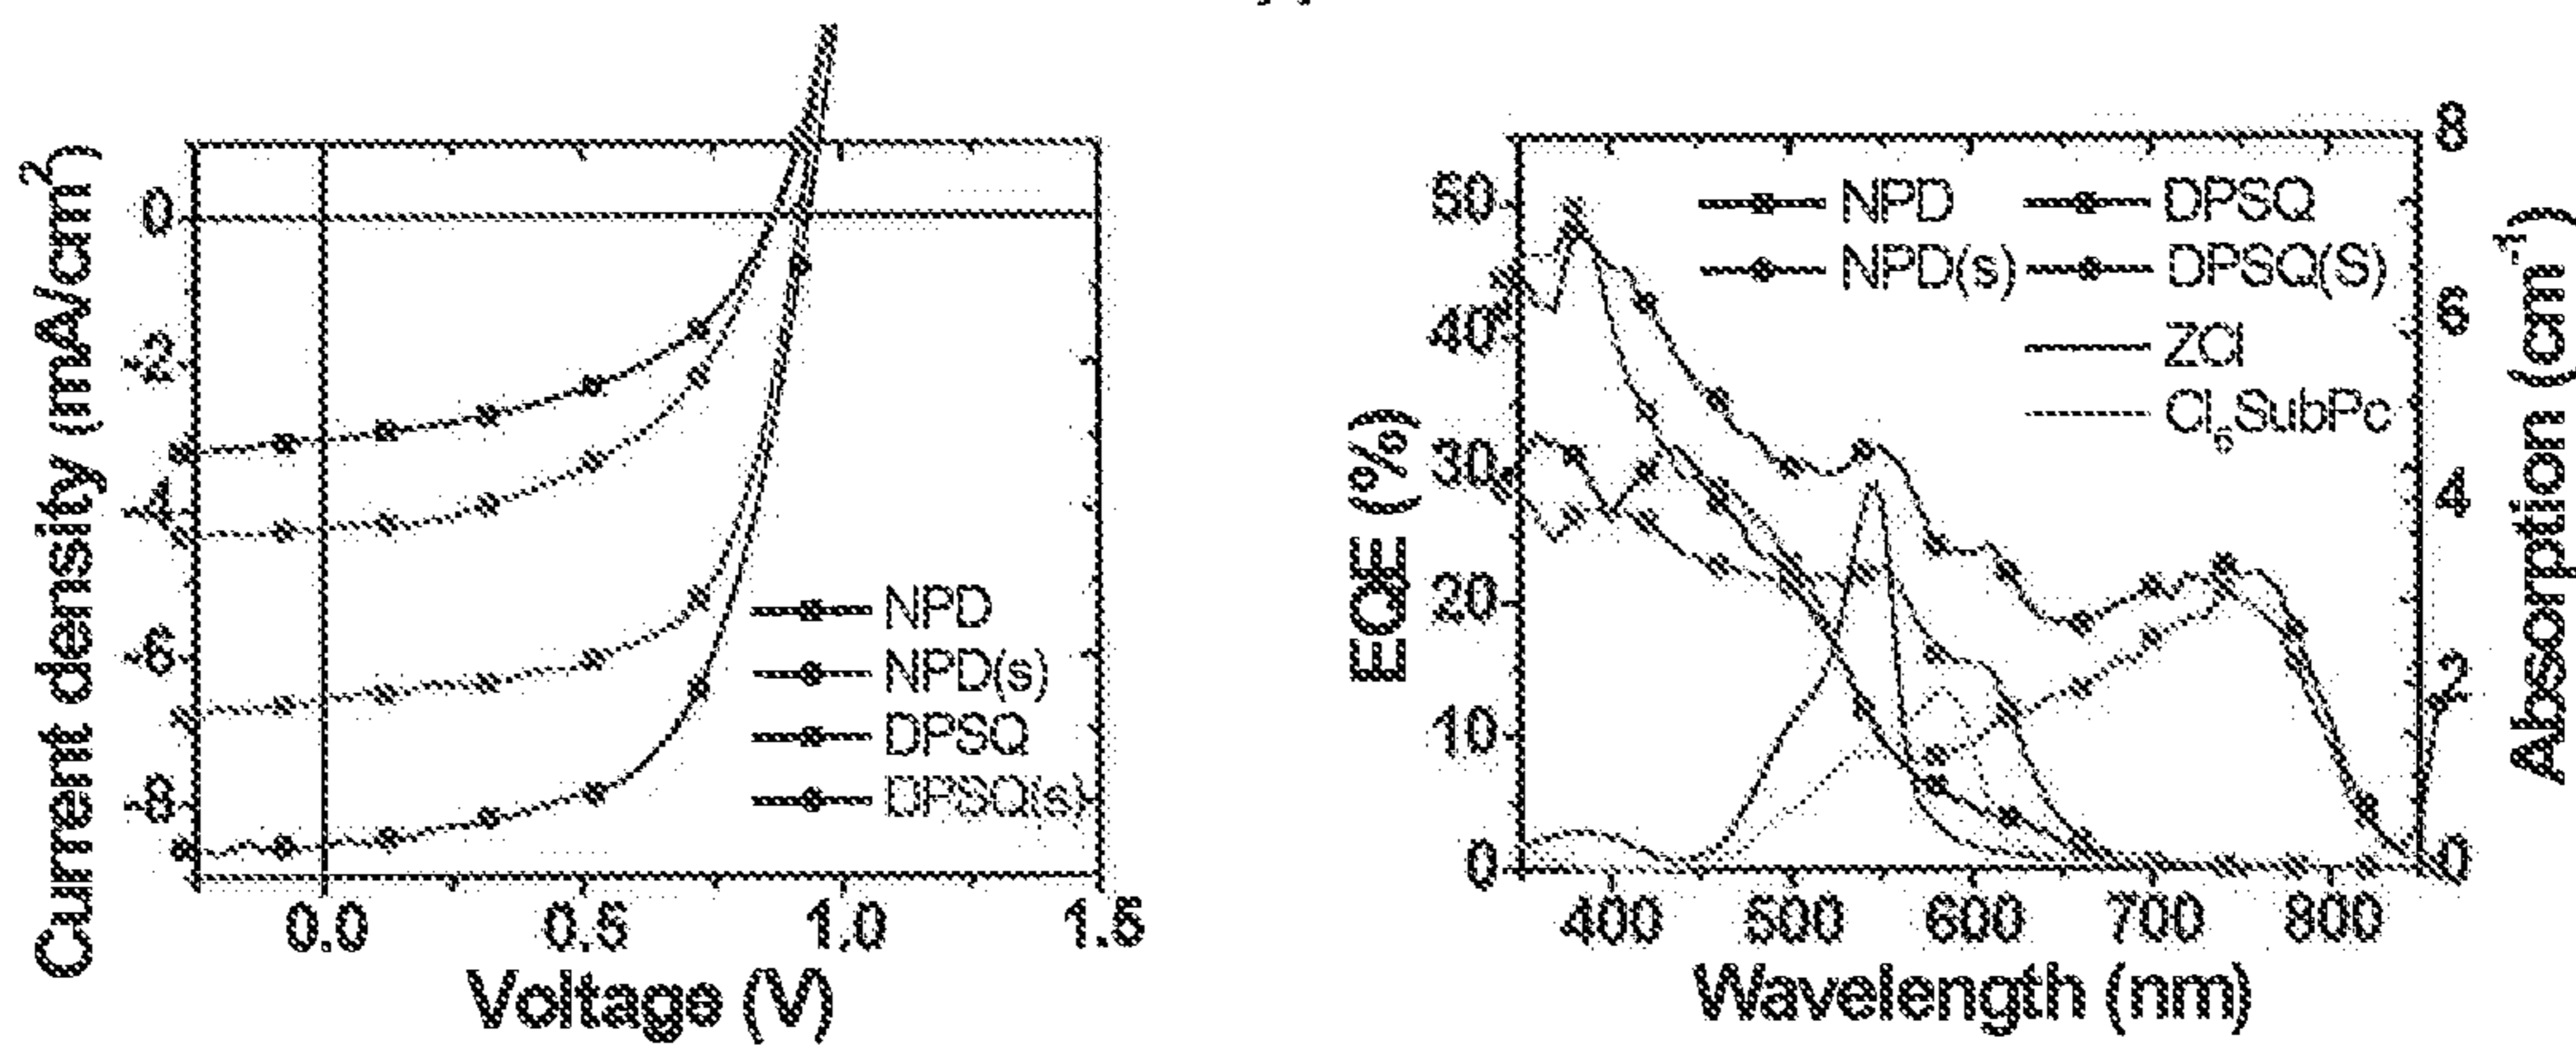 Current density (mA/cm²)
0
-2
-4
-6
-8
NPD
NPD(s)
DPSQ
DPSQ(s)
0.0 0.5 1.0 1.5
Voltage (V)
EQE (%)
50
40
30
20
10
0
NPD DPSQ
NPD(s) DPSQ(S)
ZCl
Cl₆SubPc
400 500 600 700 800
Wavelength (nm)
8
6
4
2
0
Absorption (cm⁻¹)